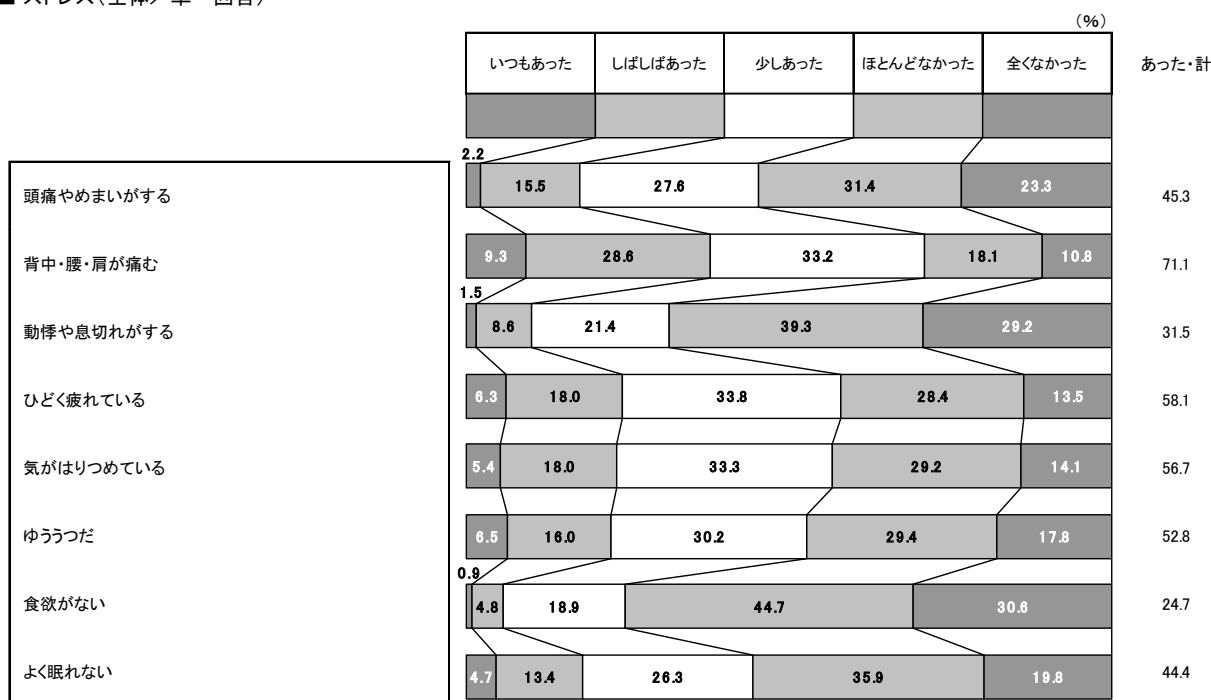 ■ ストレス(全体／単一回答)
(%)
いつもあった しばしばあった 少しあった ほとんどなかった 全くなかった あった・計
頭痛やめまいがする 2.2 15.5 27.6 31.4 23.3 45.3
背中・腰・肩が痛む 9.3 28.6 33.2 18.1 10.8 71.1
動悸や息切れがする 1.5 8.6 21.4 39.3 29.2 31.5
ひどく疲れている 6.3 18.0 33.8 28.4 13.5 58.1
気がはりつめている 5.4 18.0 33.3 29.2 14.1 56.7
ゆううつだ 6.5 16.0 30.2 29.4 17.8 52.8
食欲がない 0.9 4.8 18.9 44.7 30.6 24.7
よく眠れない 4.7 13.4 26.3 35.9 19.8 44.4